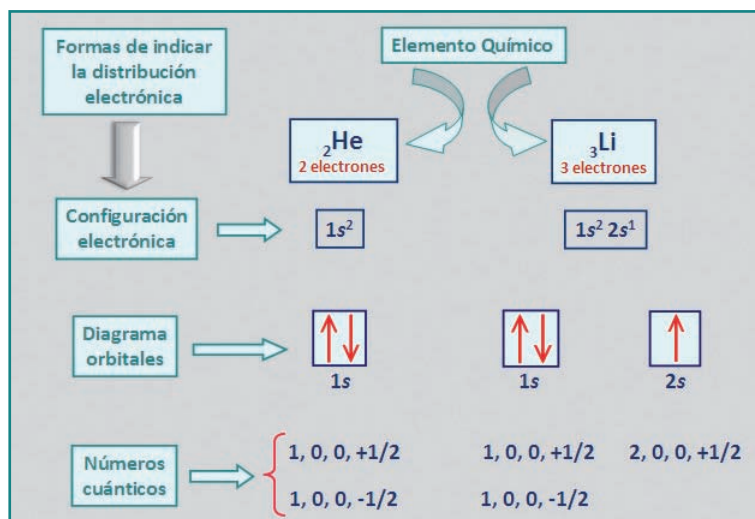 Formas de indicar
la distribución
electrónica
Elemento Químico
₂He
2 electrones
₃Li
3 electrones
Configuración
electrónica
1s²
1s² 2s¹
Diagrama
orbitales
1s
1s
2s
Números
cuánticos
1, 0, 0, +1/2
1, 0, 0, -1/2
1, 0, 0, +1/2
1, 0, 0, -1/2
2, 0, 0, +1/2